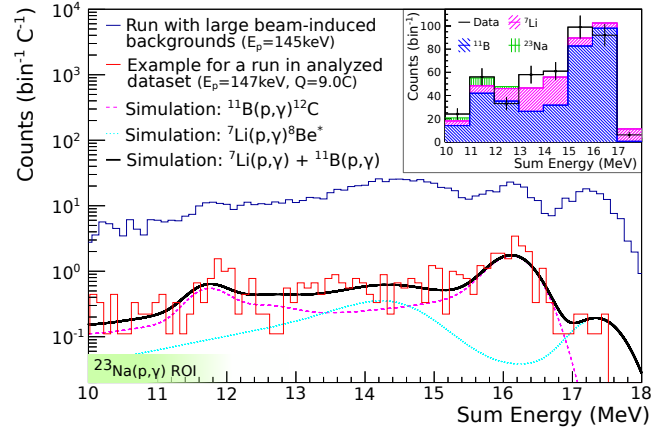 Counts (bin⁻¹ C⁻¹)
10⁴
10³
10²
10
1
10⁻¹
Run with large beam-induced
backgrounds (Eₚ=145keV)
Example for a run in analyzed
dataset (Eₚ=147keV, Q=9.0C)
Simulation: ¹¹B(p,γ)¹²C
Simulation: ⁷Li(p,γ)⁸Be*
Simulation: ⁷Li(p,γ) + ¹¹B(p,γ)
Counts (bin⁻¹)
100
80
60
40
20
0
Data ⁷Li
¹¹B ²³Na
10 11 12 13 14 15 16 17
Sum Energy (MeV)
²³Na(p,γ) ROI
10 11 12 13 14 15 16 17 18
Sum Energy (MeV)